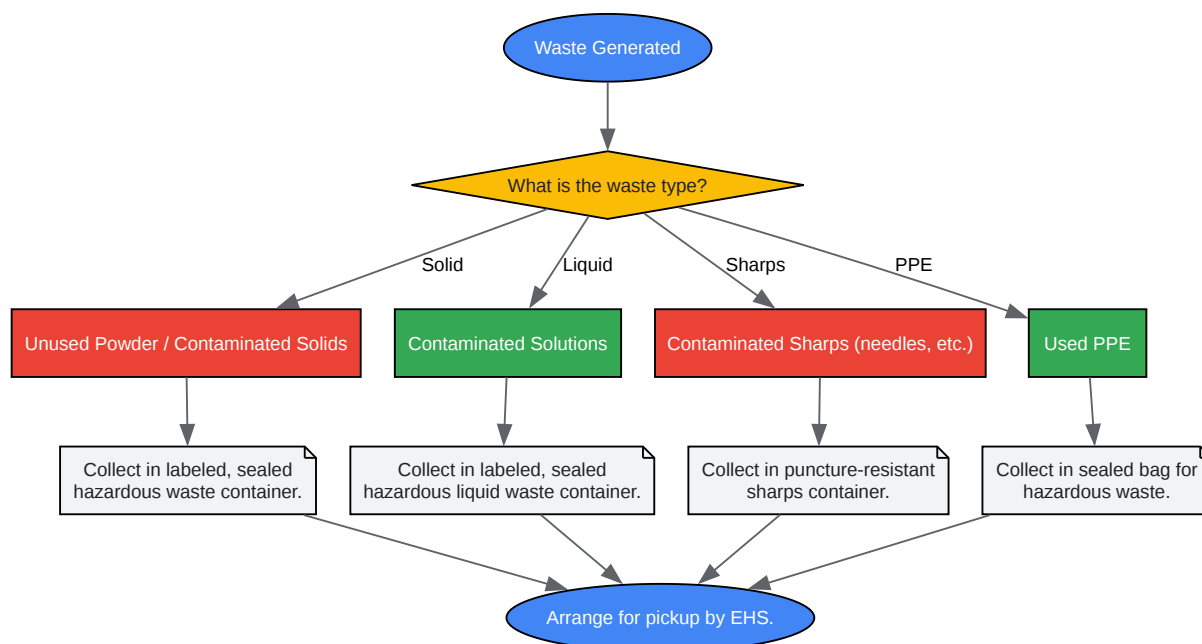 Waste Generated
What is the waste type?
Solid
Liquid
Sharps
PPE
Unused Powder / Contaminated Solids
Contaminated Solutions
Contaminated Sharps (needles, etc.)
Used PPE
Collect in labeled, sealed
hazardous waste container.
Collect in labeled, sealed
hazardous liquid waste container.
Collect in puncture-resistant
sharps container.
Collect in sealed bag for
hazardous waste.
Arrange for pickup by EHS.